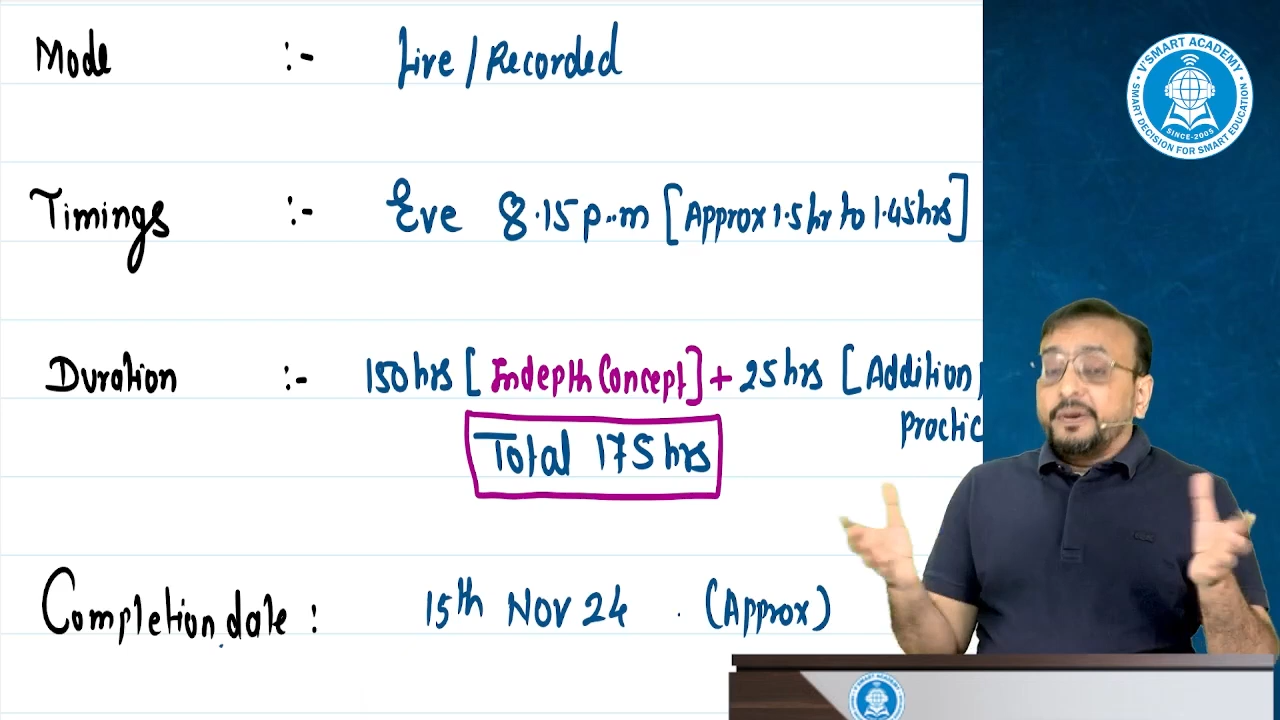 Mode :- Live / Recorded
Timings :- Eve 8.15 p.m [Approx 1.5 hr to 1.45 hrs]
Duration :- 150 hrs [Indepth Concept] + 25 hrs [Addition
practic
Total 175 hrs
Completion date : 15th Nov 24 . (Approx)
V'SMART ACADEMY
SINCE-2005
SMART DECISION FOR SMART EDUCATION